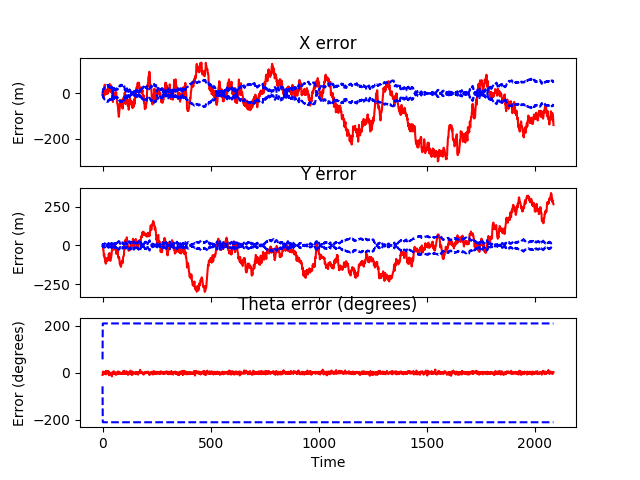 X error
Error (m)
0
−200
Y error
Error (m)
250
0
−250
Theta error (degrees)
Error (degrees)
200
0
−200
0
500
1000
1500
2000
Time